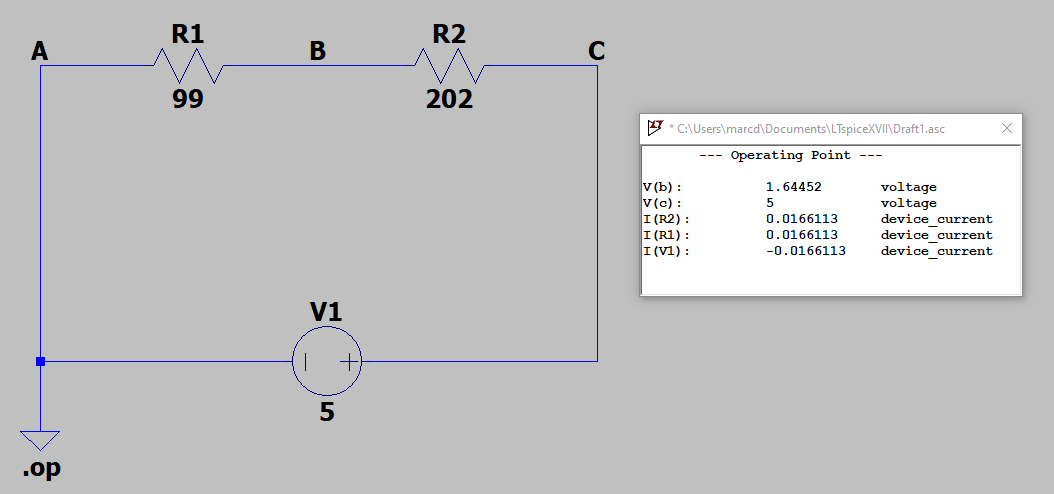 A
R1
B
R2
C
99
202
V1
5
.op
* C:\Users\marcd\Documents\LTspiceXVII\Draft1.asc
--- Operating Point ---
V(b): 1.64452 voltage
V(c): 5 voltage
I(R2): 0.0166113 device_current
I(R1): 0.0166113 device_current
I(V1): -0.0166113 device_current